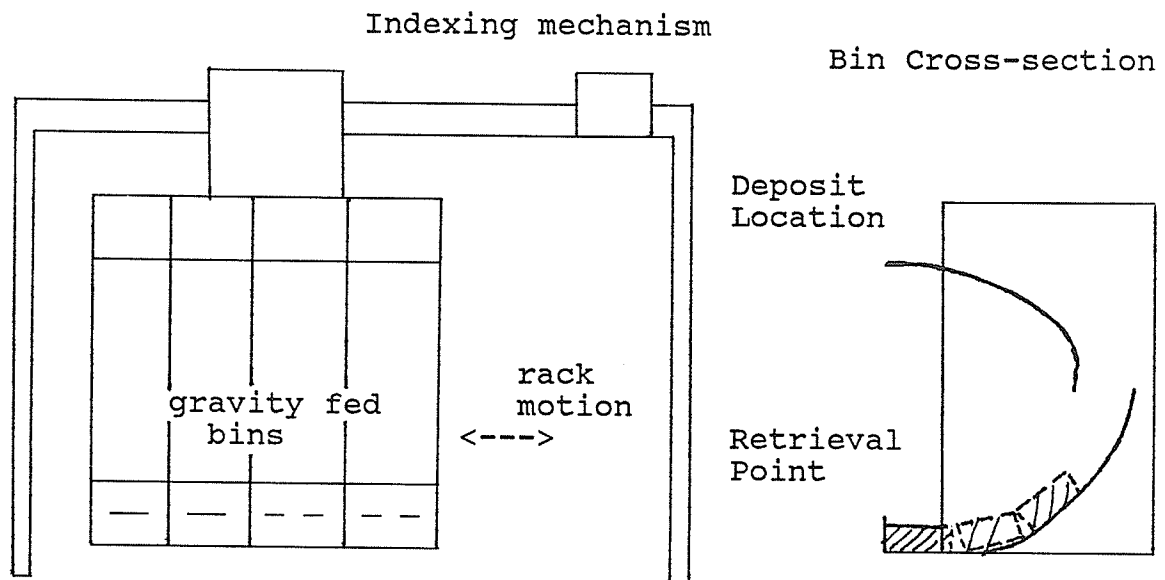 Indexing mechanism
Bin Cross-section
Deposit
Location
gravity fed
bins
rack
motion
<--->
Retrieval
Point